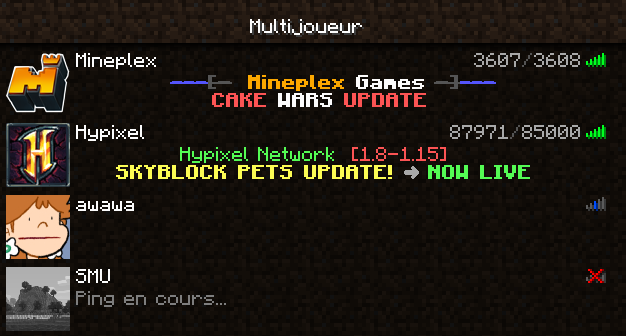 Multijoueur
Mineplex 3607/3608
Mineplex Games
CAKE WARS UPDATE
Hypixel 87971/85000
Hypixel Network [1.8-1.15]
SKYBLOCK PETS UPDATE! ➜ NOW LIVE
awawa
SMU
Ping en cours...